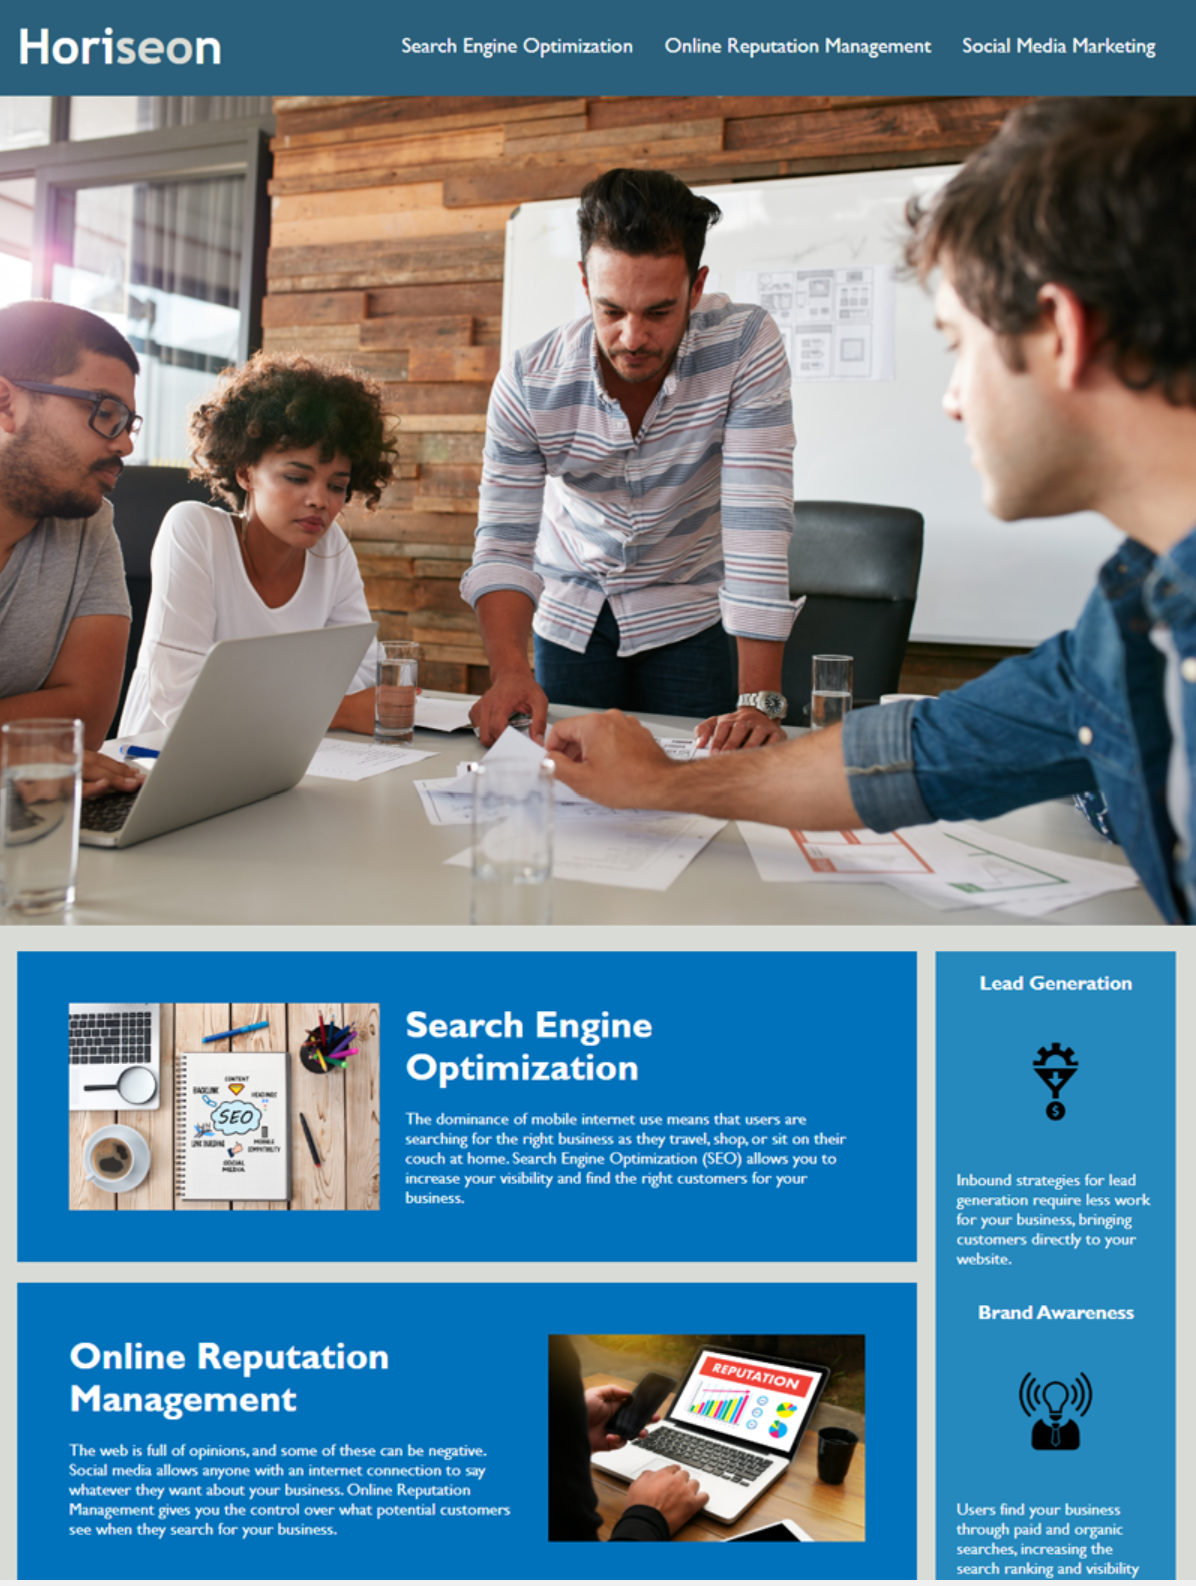 Horiseon
Search Engine Optimization
Online Reputation Management
Social Media Marketing
Search Engine
Optimization
The dominance of mobile internet use means that users are
searching for the right business as they travel, shop, or sit on their
couch at home. Search Engine Optimization (SEO) allows you to
increase your visibility and find the right customers for your
business.
CONTENT
BACKLINK
HEADINGS
SEO
LINK BUILDING
MOBILE
COMPATIBILITY
SOCIAL
MEDIA
Online Reputation
Management
The web is full of opinions, and some of these can be negative.
Social media allows anyone with an internet connection to say
whatever they want about your business. Online Reputation
Management gives you the control over what potential customers
see when they search for your business.
REPUTATION
Lead Generation
$
Inbound strategies for lead
generation require less work
for your business, bringing
customers directly to your
website.
Brand Awareness
Users find your business
through paid and organic
searches, increasing the
search ranking and visibility